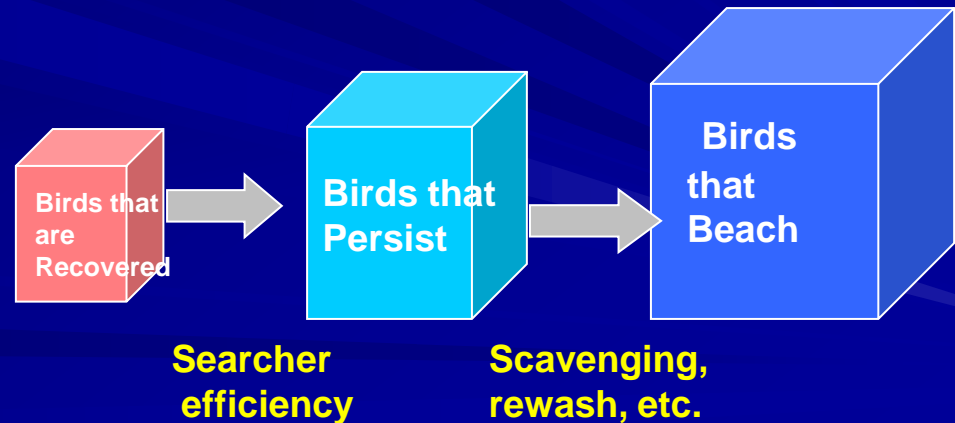 Birds that
are
Recovered
Birds that
Persist
Birds
that
Beach
Searcher
efficiency
Scavenging,
rewash, etc.